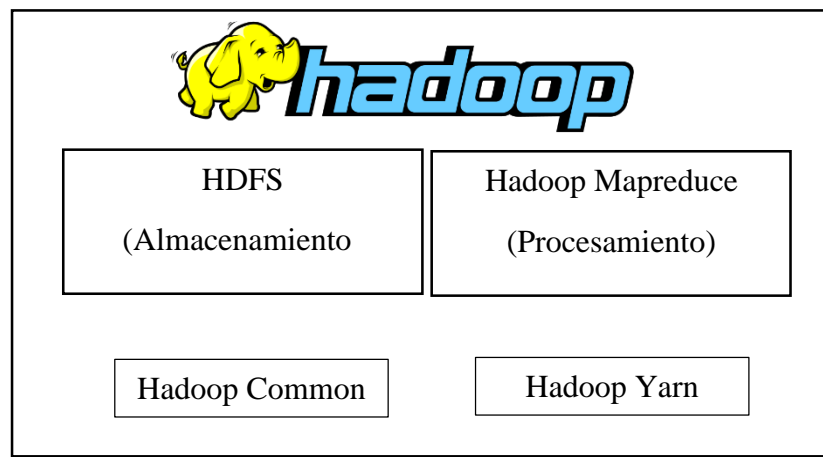 hadoop
HDFS
(Almacenamiento
Hadoop Mapreduce
(Procesamiento)
Hadoop Common
Hadoop Yarn